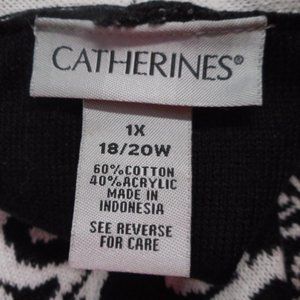 CATHERINES®
1X
18/20W
60%COTTON
40%ACRYLIC
MADE IN
INDONESIA
SEE REVERSE
FOR CARE